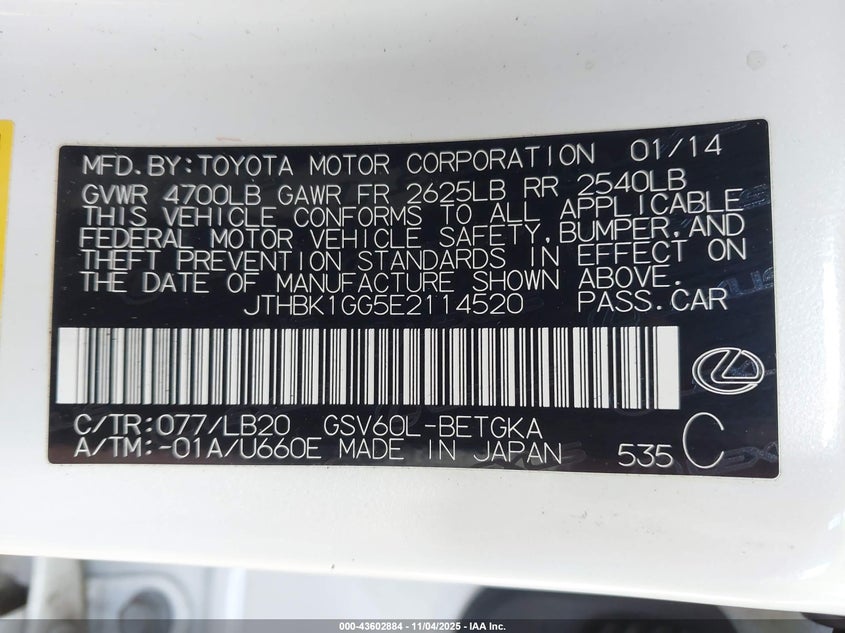 MFD.BY:TOYOTA MOTOR CORPORATION 01/14
GVWR 4700LB GAWR FR 2625LB RR 2540LB
THIS VEHICLE CONFORMS TO ALL APPLICABLE
FEDERAL MOTOR VEHICLE SAFETY,BUMPER,AND
THEFT PREVENTION STANDARDS IN EFFECT ON
THE DATE OF MANUFACTURE SHOWN ABOVE.
JTHBK1GG5E2114520 PASS.CAR
C/TR:077/LB20 GSV60L-BETGKA
A/TM:-01A/U660E MADE IN JAPAN 535 C
000-43602884 - 11/04/2025 - IAA Inc.